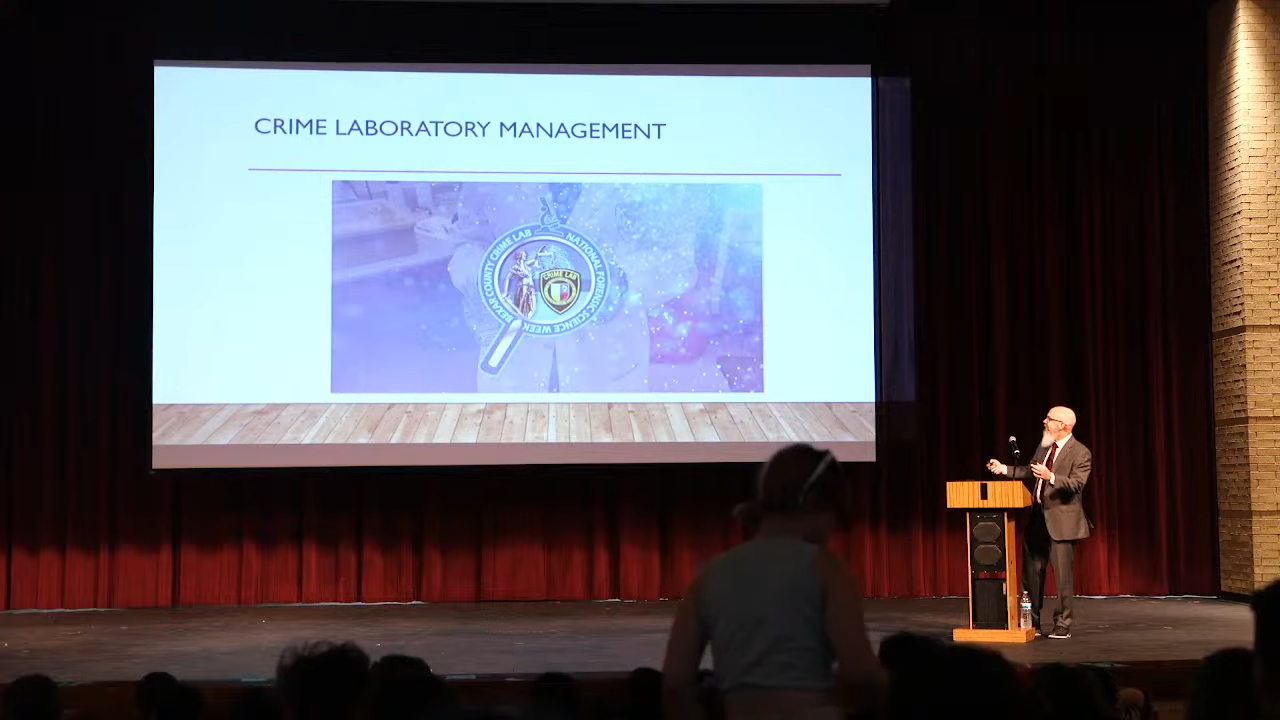 CRIME LABORATORY MANAGEMENT
BEXAR COUNTY CRIME LAB
NATIONAL FORENSIC SCIENCE WEEK
CRIME LAB